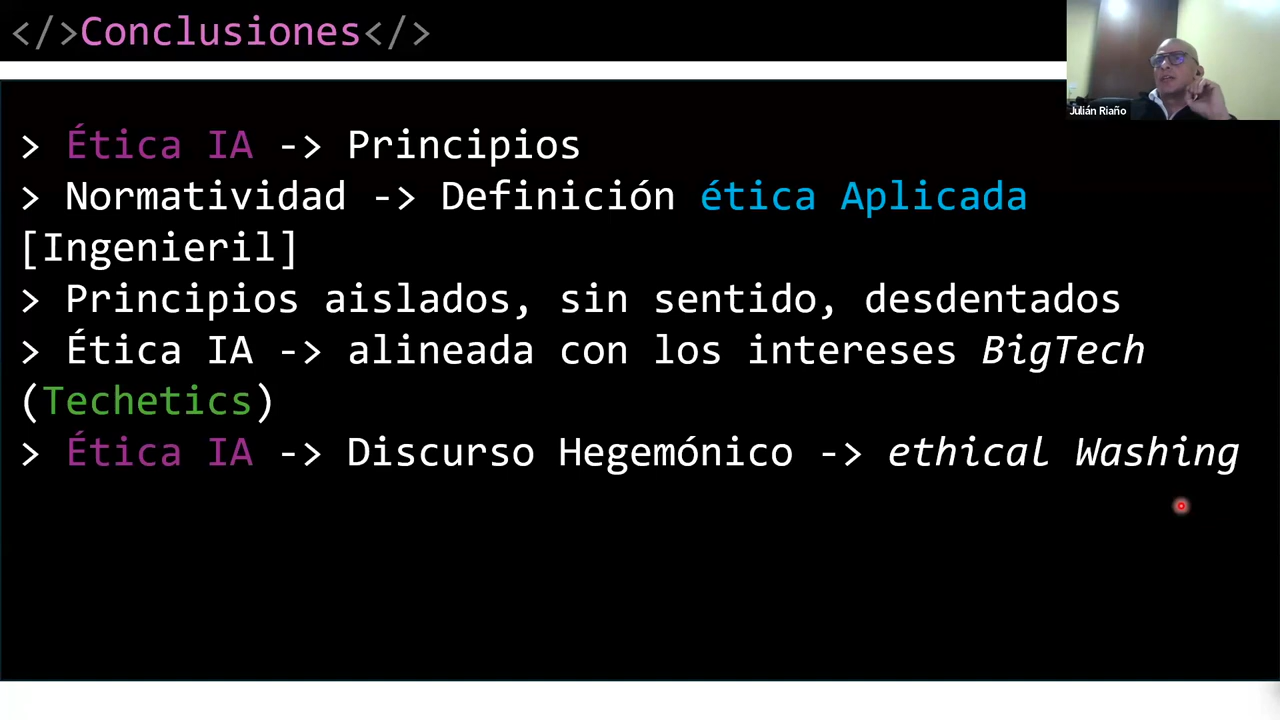 </>Conclusiones</>
Julián Riaño
> Ética IA -> Principios
> Normatividad -> Definición ética Aplicada
[Ingenieril]
> Principios aislados, sin sentido, desdentados
> Ética IA -> alineada con los intereses BigTech
(Techetics)
> Ética IA -> Discurso Hegemónico -> ethical Washing